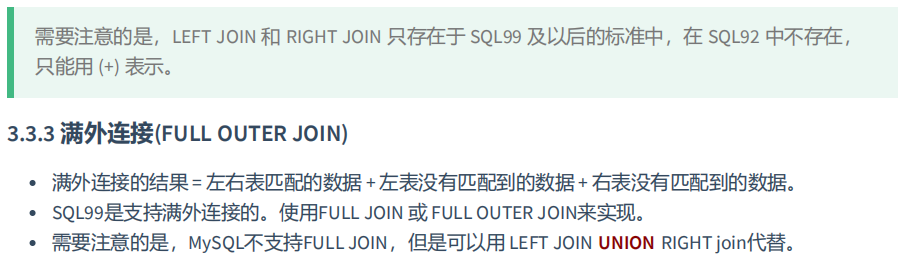 需要注意的是，LEFT JOIN 和 RIGHT JOIN 只存在于 SQL99 及以后的标准中，在 SQL92 中不存在，
只能用 (+) 表示。
3.3.3 满外连接(FULL OUTER JOIN)
• 满外连接的结果 = 左右表匹配的数据 + 左表没有匹配到的数据 + 右表没有匹配到的数据。
• SQL99是支持满外连接的。使用FULL JOIN 或 FULL OUTER JOIN来实现。
• 需要注意的是，MySQL不支持FULL JOIN，但是可以用 LEFT JOIN UNION RIGHT join代替。